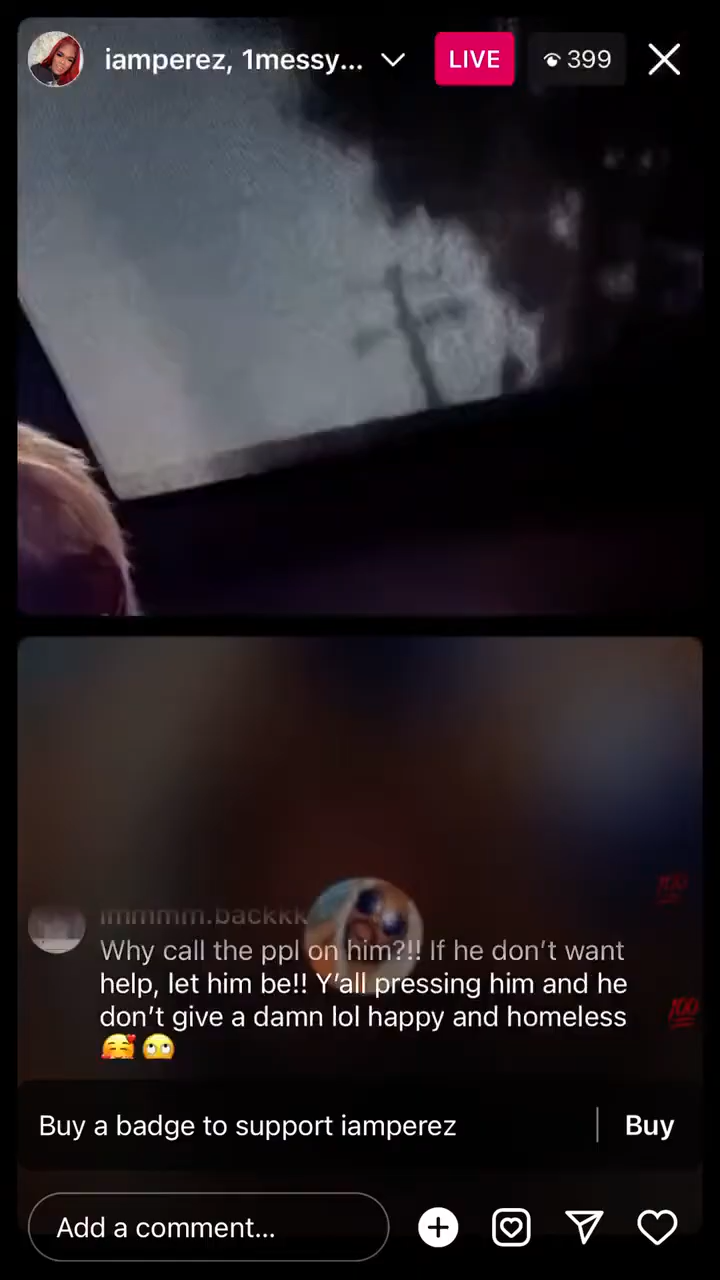 iamperez, 1messy...
LIVE
399
immmm.backkk
Why call the ppl on him?!! If he don’t want
help, let him be!! Y’all pressing him and he
don’t give a damn lol happy and homeless
🥰 🙄
💯
💯
Buy a badge to support iamperez
Buy
Add a comment...